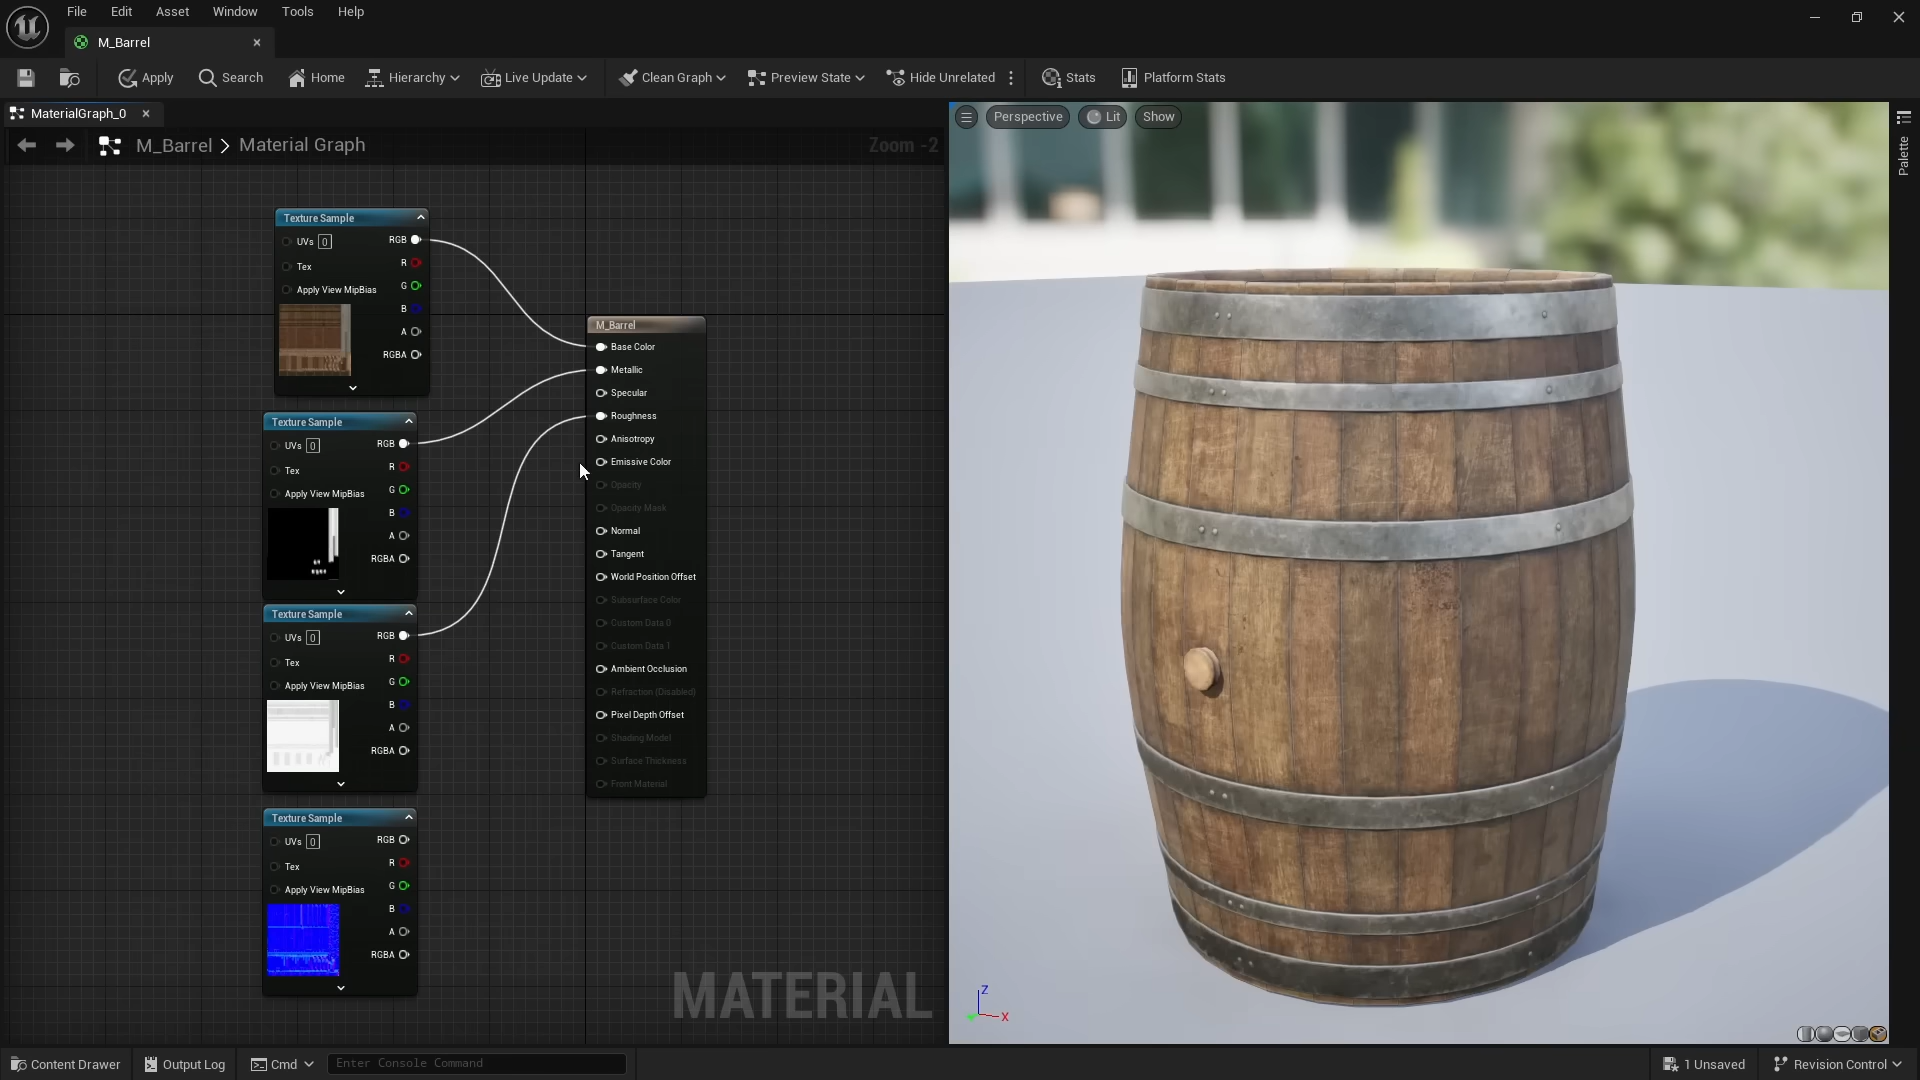 File Edit Asset Window Tools Help
M_Barrel
Apply Search Home Hierarchy Live Update Clean Graph Preview State Hide Unrelated Stats Platform Stats
MaterialGraph_0
M_Barrel > Material Graph Zoom -2
Perspective Lit Show
Palette
Texture Sample
UVs 0 RGB
R
Tex
G
Apply View MipBias
B
A
RGBA
Texture Sample
UVs 0 RGB
R
Tex
G
Apply View MipBias
B
A
RGBA
Texture Sample
UVs 0 RGB
R
Tex
G
Apply View MipBias
B
A
RGBA
Texture Sample
UVs 0 RGB
R
Tex
G
Apply View MipBias
B
A
RGBA
M_Barrel
Base Color
Metallic
Specular
Roughness
Anisotropy
Emissive Color
Opacity
Opacity Mask
Normal
Tangent
World Position Offset
Subsurface Color
Custom Data 0
Custom Data 1
Ambient Occlusion
Refraction (Disabled)
Pixel Depth Offset
Shading Model
Surface Thickness
Front Material
MATERIAL
Z
X
Content Drawer Output Log Cmd Enter Console Command 1 Unsaved Revision Control